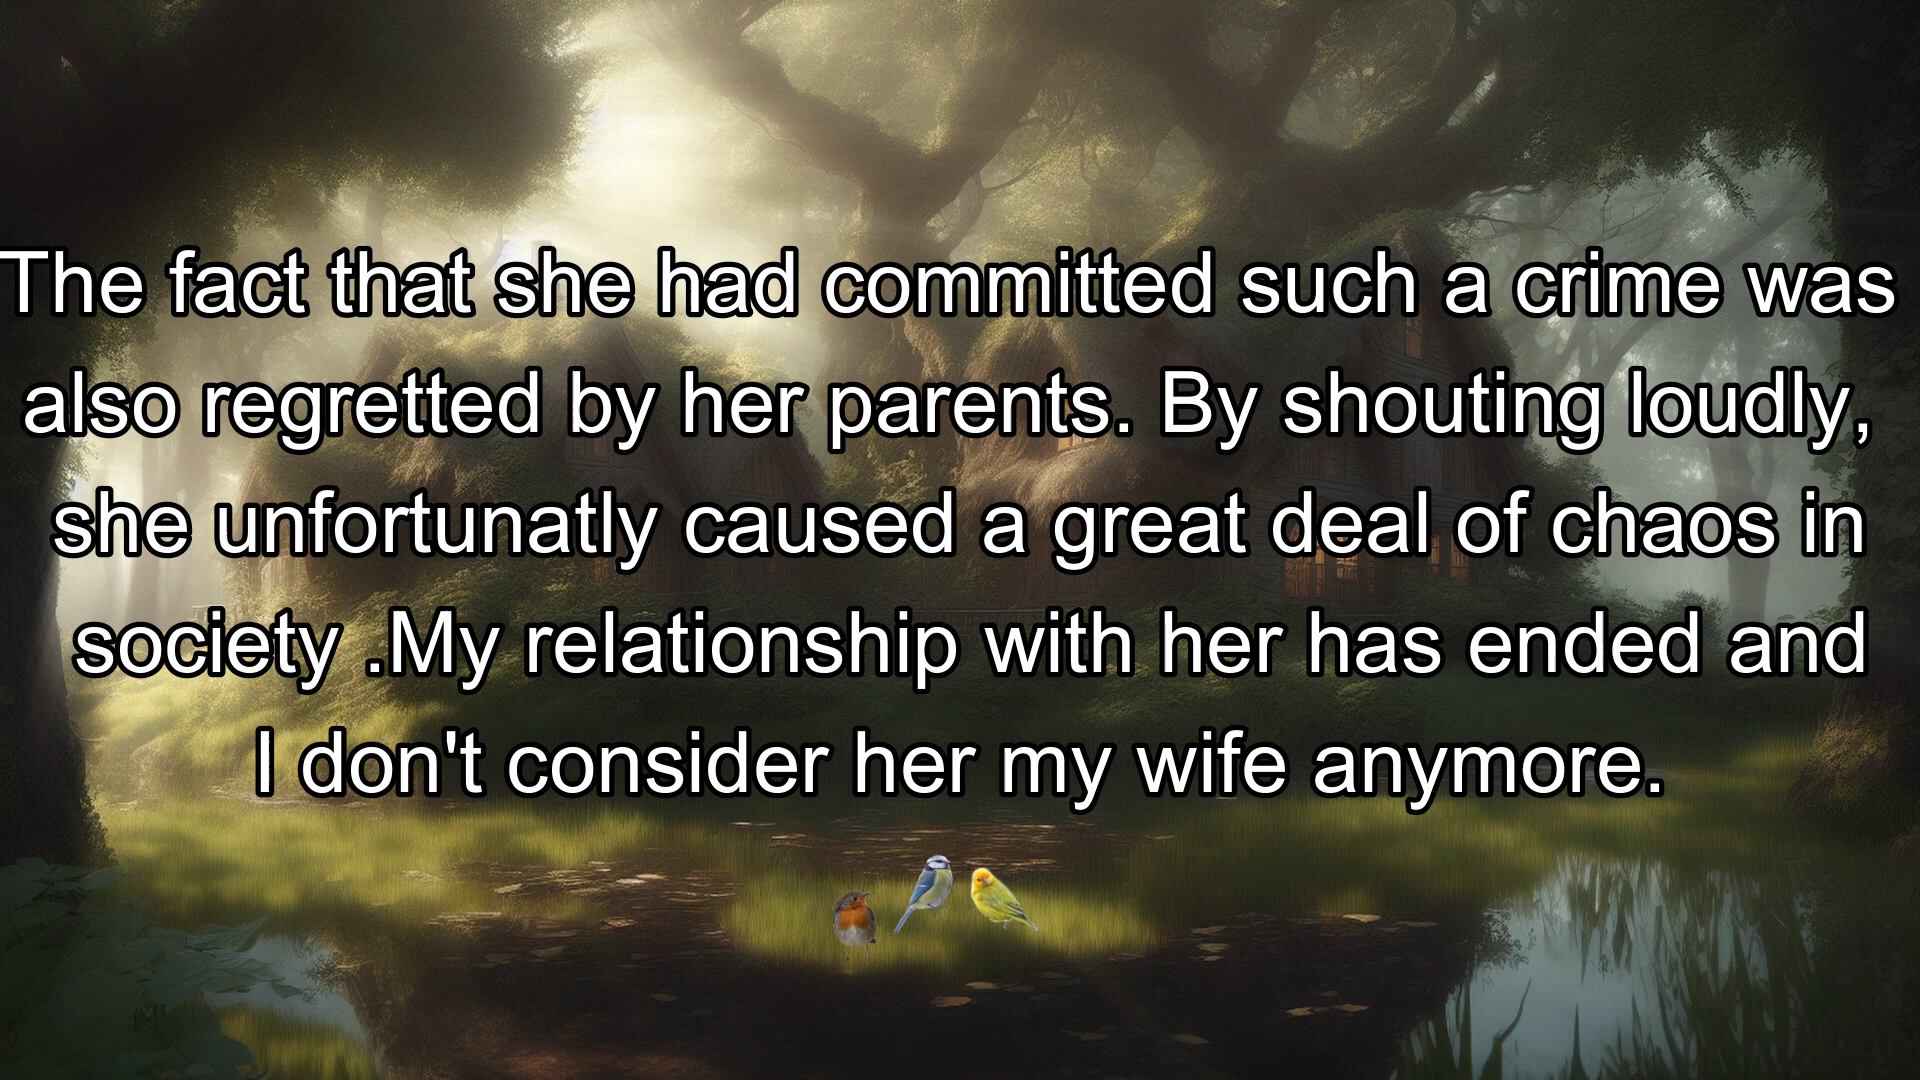 The fact that she had committed such a crime was
also regretted by her parents. By shouting loudly,
she unfortunatly caused a great deal of chaos in
society .My relationship with her has ended and
I don't consider her my wife anymore.